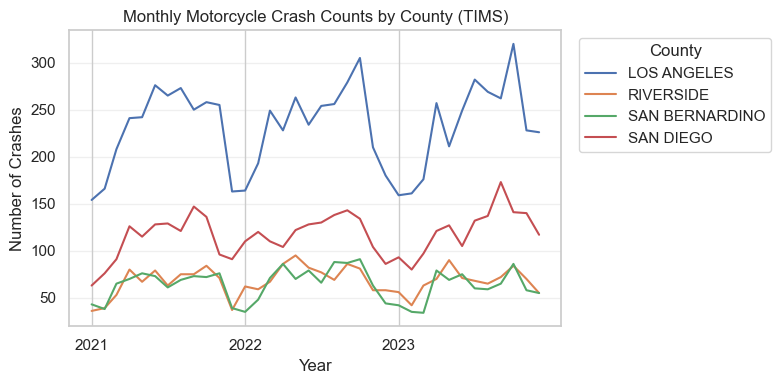 Monthly Motorcycle Crash Counts by County (TIMS)
Number of Crashes
300
250
200
150
100
50
2021
2022
2023
Year
County
LOS ANGELES
RIVERSIDE
SAN BERNARDINO
SAN DIEGO